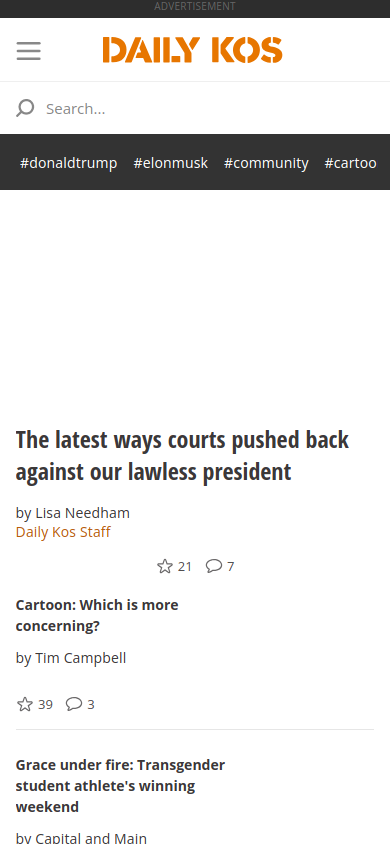 ADVERTISEMENT
DAILY KOS
Search...
#donaldtrump #elonmusk #community #cartoo
The latest ways courts pushed back
against our lawless president
by Lisa Needham
Daily Kos Staff
21 7
Cartoon: Which is more
concerning?
by Tim Campbell
39 3
Grace under fire: Transgender
student athlete's winning
weekend
by Capital and Main